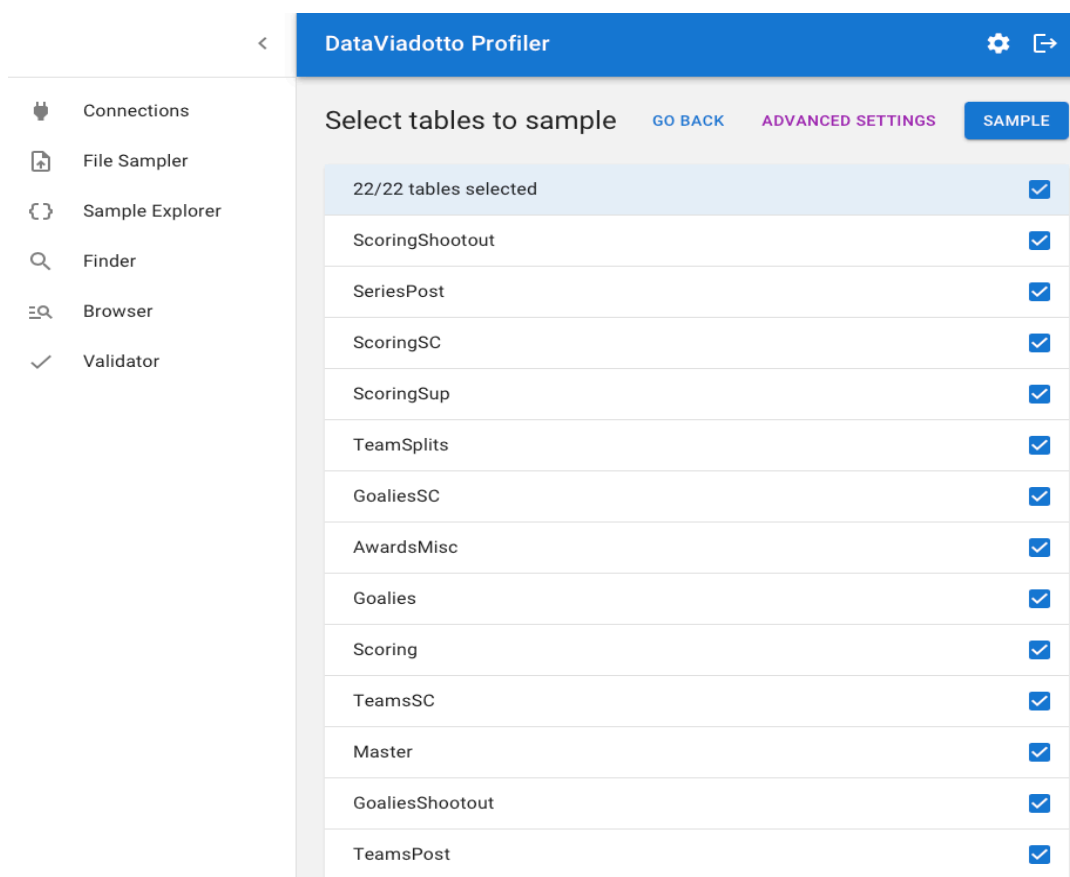 DataViadotto Profiler
Connections
File Sampler
Sample Explorer
Finder
Browser
Validator
Select tables to sample GO BACK ADVANCED SETTINGS SAMPLE
22/22 tables selected
ScoringShootout
SeriesPost
ScoringSC
ScoringSup
TeamSplits
GoaliesSC
AwardsMisc
Goalies
Scoring
TeamsSC
Master
GoaliesShootout
TeamsPost